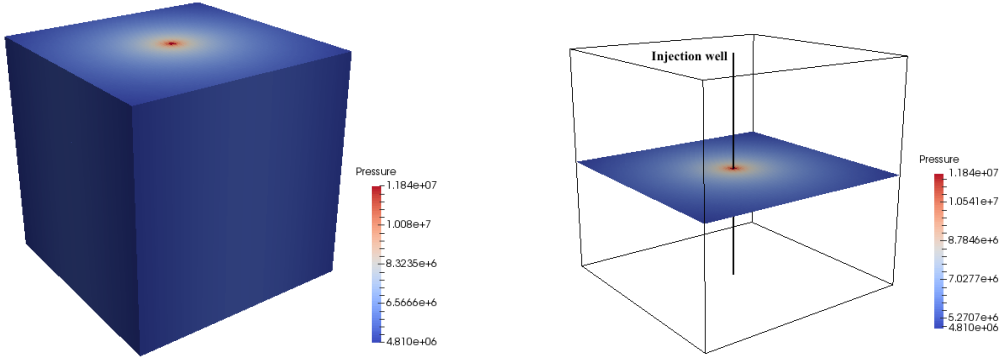 Pressure
1.184e+07
1.008e+7
8.3235e+6
6.5666e+6
4.810e+06
Injection well
Pressure
1.184e+07
1.0541e+7
8.7846e+6
7.0277e+6
5.2707e+6
4.810e+06